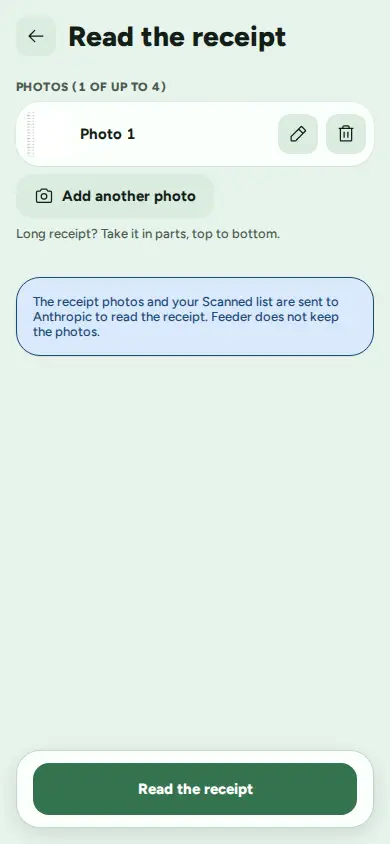 Read the receipt
PHOTOS (1 OF UP TO 4)
Photo 1
Add another photo
Long receipt? Take it in parts, top to bottom.
The receipt photos and your Scanned list are sent to
Anthropic to read the receipt. Feeder does not keep
the photos.
Read the receipt